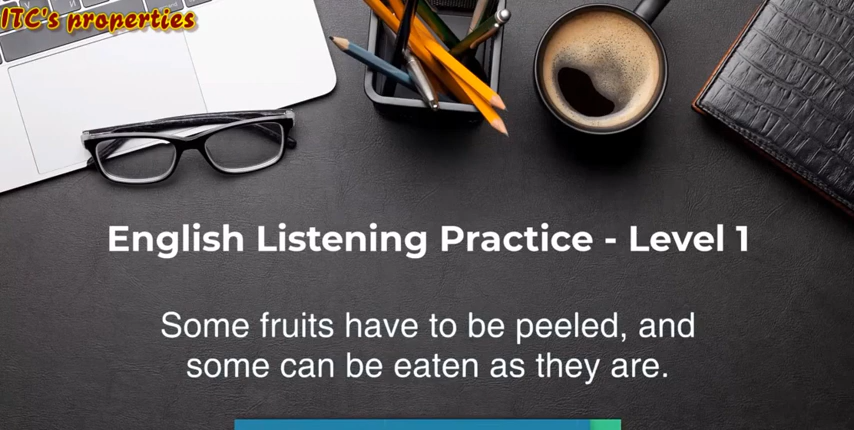 ITC's properties
English Listening Practice - Level 1
Some fruits have to be peeled, and
some can be eaten as they are.